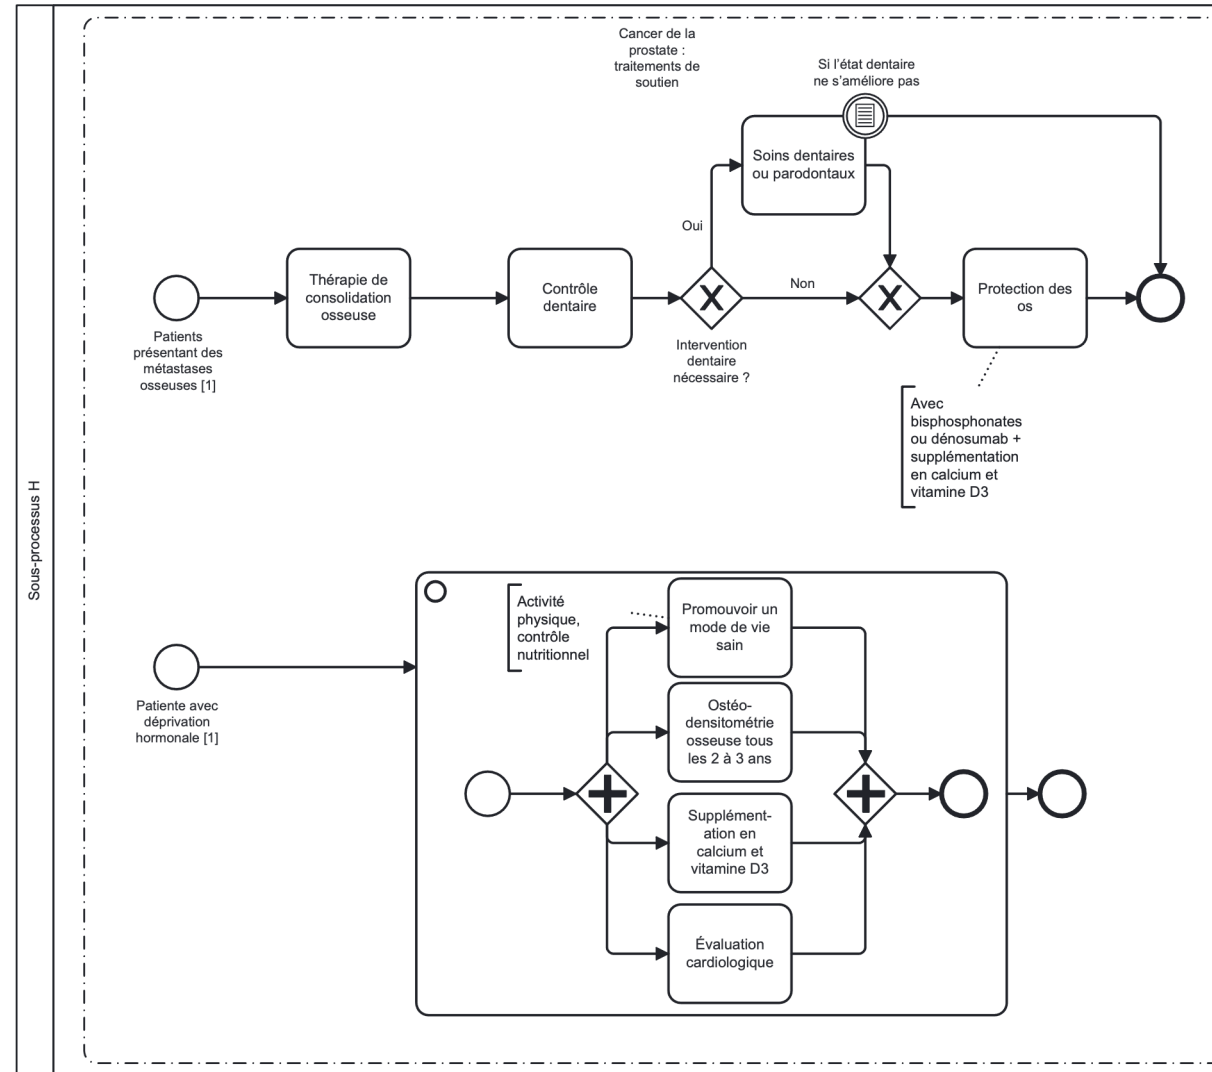 Sous-processus H
Cancer de la
prostate :
traitements de
soutien
Si l’état dentaire
ne s’améliore pas
Soins dentaires
ou parodontaux
Oui
Thérapie de
consolidation
osseuse
Contrôle
dentaire
Non
Protection des
os
Patients
présentant des
métastases
osseuses [1]
Intervention
dentaire
nécessaire ?
Avec
bisphosphonates
ou dénosumab +
supplémentation
en calcium et
vitamine D3
Activité
physique,
contrôle
nutritionnel
Promouvoir un
mode de vie
sain
Patiente avec
déprivation
hormonale [1]
Ostéo-
densitométrie
osseuse tous
les 2 à 3 ans
Supplément-
ation en
calcium et
vitamine D3
Évaluation
cardiologique